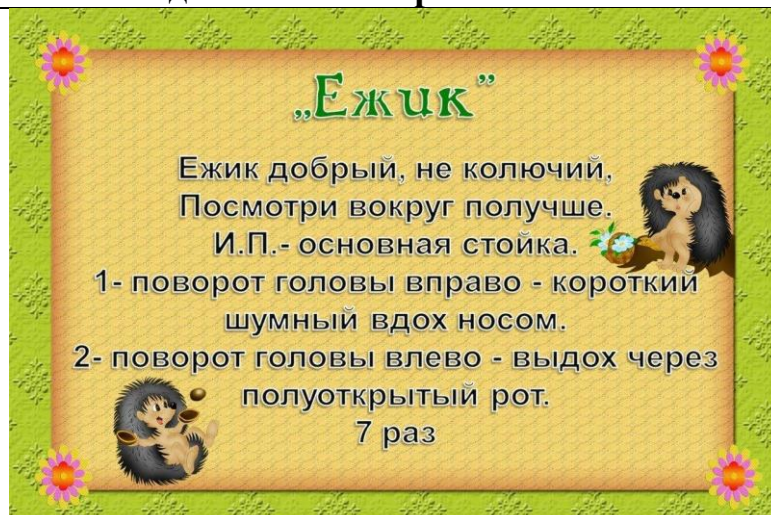 „Ежик”
Ежик добрый, не колючий,
Посмотри вокруг получше.
И.П.- основная стойка.
1- поворот головы вправо - короткий
шумный вдох носом.
2- поворот головы влево - выдох через
полуоткрытый рот.
7 раз